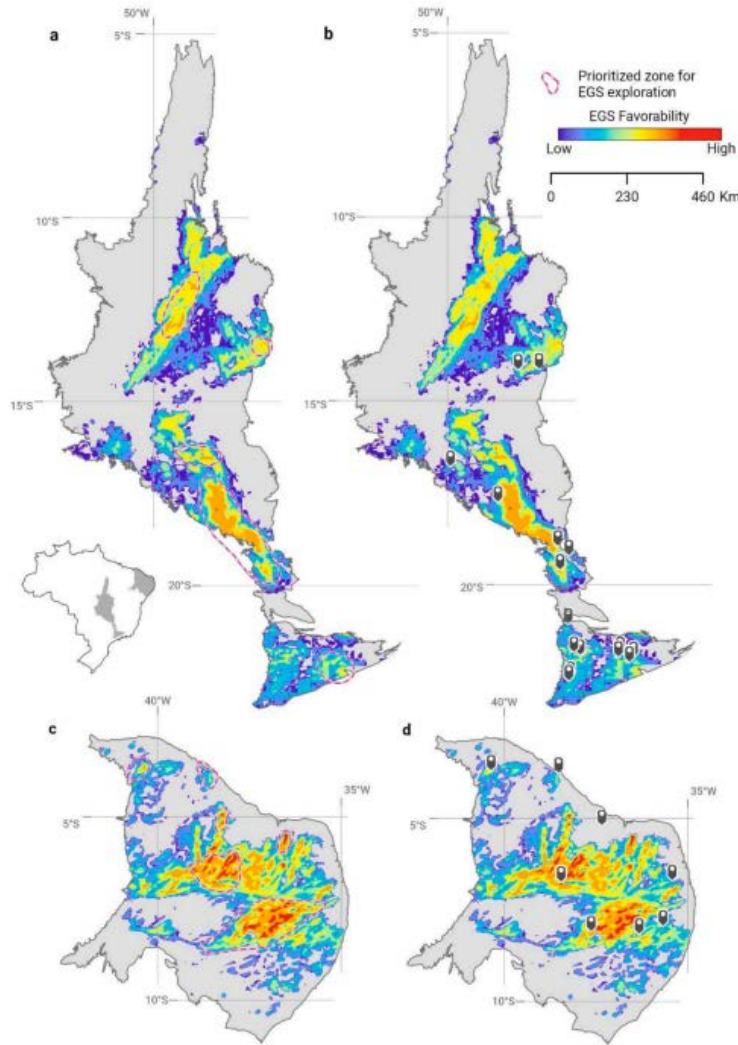 50°W
a
5°S
10°S
15°S
20°S
50°W
b
5°S
10°S
15°S
20°S
Prioritized zone for
EGS exploration
EGS Favorability
Low High
0 230 460 Km
c
40°W
35°W
5°S
10°S
d
40°W
35°W
5°S
10°S